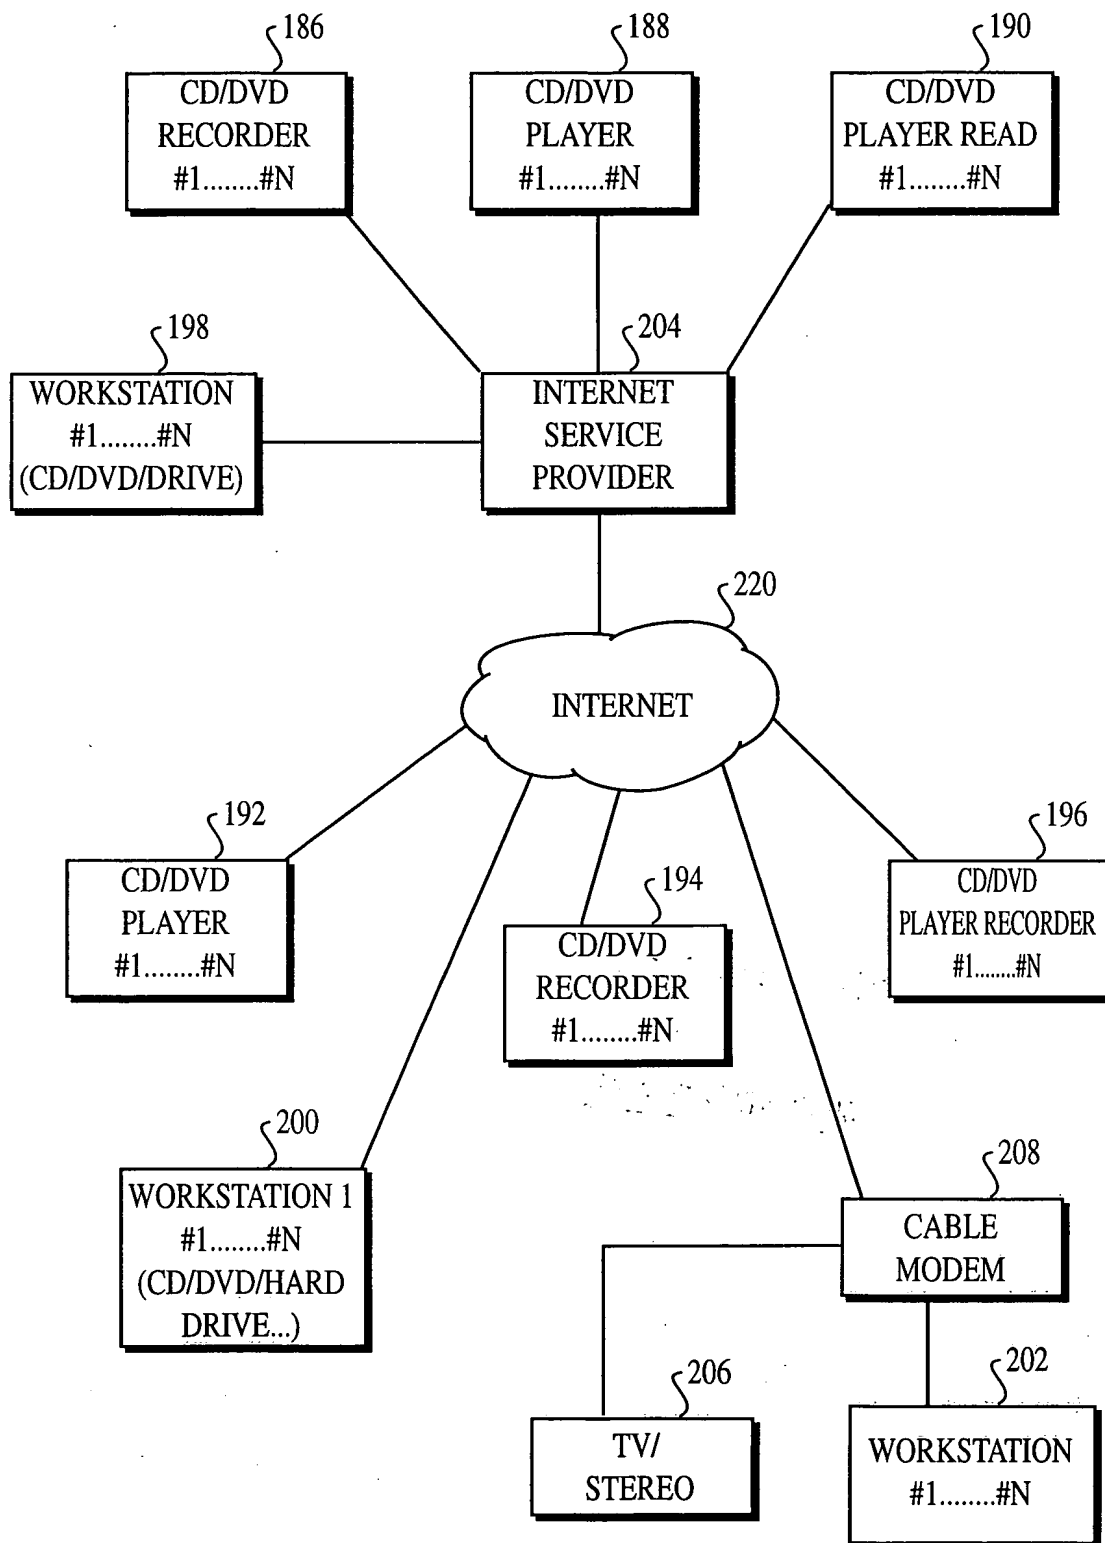 186
188
190
CD/DVD
RECORDER
#1........#N
CD/DVD
PLAYER
#1........#N
CD/DVD
PLAYER READ
#1........#N
198
204
WORKSTATION
#1........#N
(CD/DVD/DRIVE)
INTERNET
SERVICE
PROVIDER
220
INTERNET
192
CD/DVD
PLAYER
#1........#N
194
CD/DVD
RECORDER
#1........#N
196
CD/DVD
PLAYER RECORDER
#1........#N
200
WORKSTATION 1
#1........#N
(CD/DVD/HARD
DRIVE...)
208
CABLE
MODEM
206
TV/
STEREO
202
WORKSTATION
#1........#N